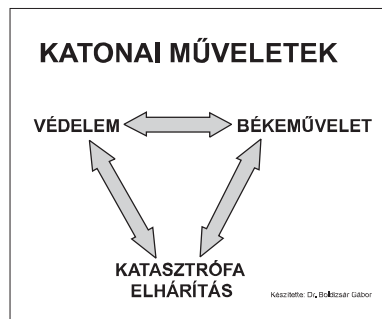 KATONAI MŰVELETEK
VÉDELEM BÉKEMŰVELET
KATASZTRÓFA
ELHÁRÍTÁS
Készítette: Dr. Boldizsár Gábor